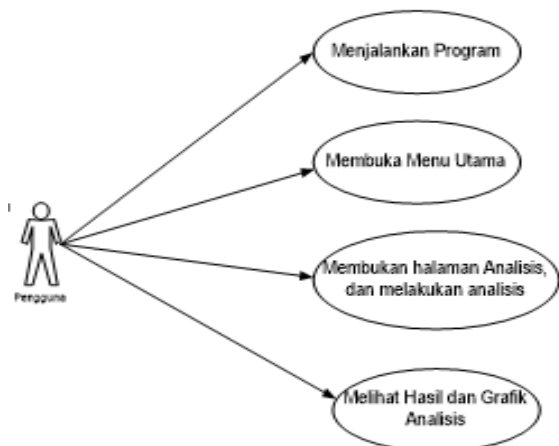 Menjalankan Program
Membuka Menu Utama
Pengguna
Membukan halaman Analisis,
dan melakukan analisis
Melihat Hasil dan Grafik
Analisis